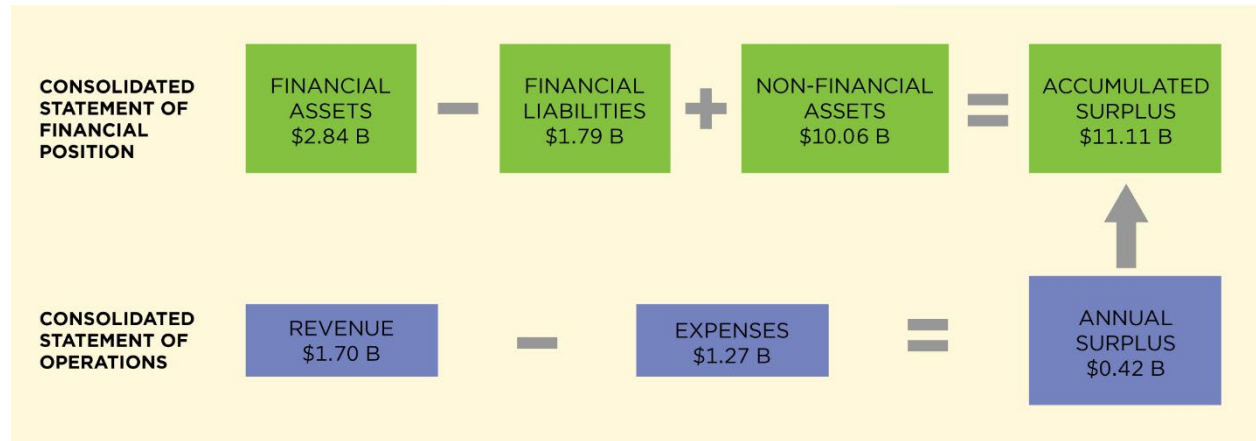 CONSOLIDATED
STATEMENT OF
FINANCIAL
POSITION
FINANCIAL
ASSETS
$2.84 B
FINANCIAL
LIABILITIES
$1.79 B
NON-FINANCIAL
ASSETS
$10.06 B
ACCUMULATED
SURPLUS
$11.11 B
CONSOLIDATED
STATEMENT OF
OPERATIONS
REVENUE
$1.70 B
EXPENSES
$1.27 B
ANNUAL
SURPLUS
$0.42 B